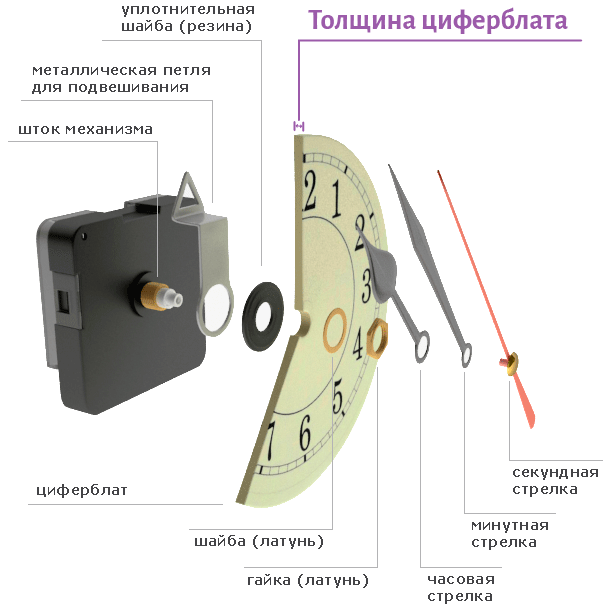 уплотнительная
шайба (резина)
Толщина циферблата
металлическая петля
для подвешивания
шток механизма
2
1
2
3
4
5
6
7
циферблат
шайба (латунь)
гайка (латунь)
часовая
стрелка
минутная
стрелка
секундная
стрелка